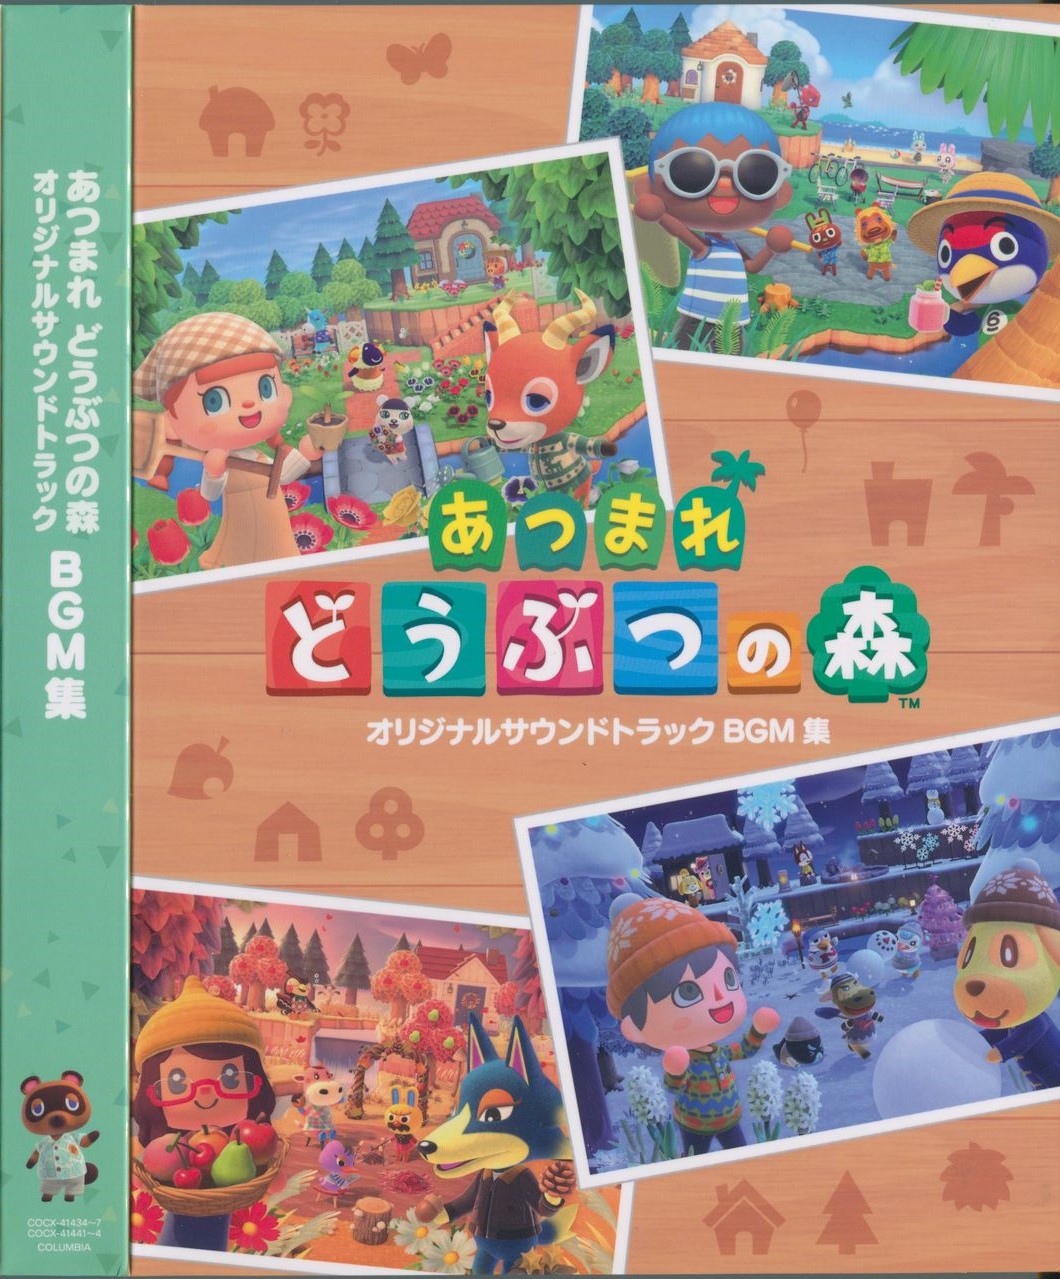 あつまれ どうぶつの森
オリジナルサウンドトラック
BGM集
COCX-41434～7
COCX-41441～4
COLUMBIA
6
あつまれ
どうぶつの森
TM
オリジナルサウンドトラック BGM 集